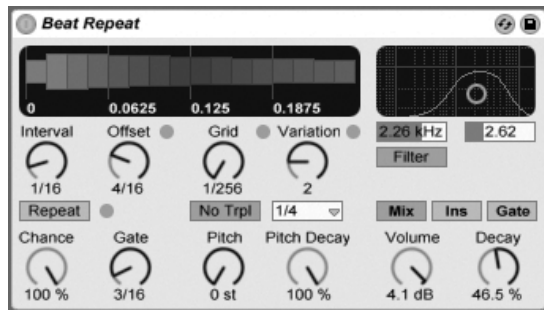 Beat Repeat
0 0.0625 0.125 0.1875
Interval Offset Grid Variation
2.26 kHz 2.62
Filter
1/16 4/16 1/256 2
Repeat No Trpl 1/4 Mix Ins Gate
Chance Gate Pitch Pitch Decay Volume Decay
100 % 3/16 0 st 100 % 4.1 dB 46.5 %